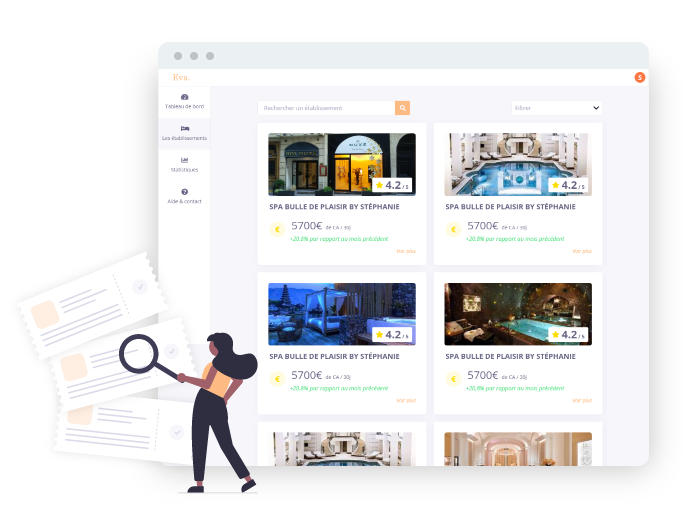 Kva.
S
Tableau de bord
Les établissements
Statistiques
Aide & contact
Rechercher un établissement
Filtrer
4.2 / 5
SPA BULLE DE PLAISIR BY STÉPHANIE
€
5700€ de CA / 30j
+20.8% par rapport au mois précédent
Voir plus
4.2 / 5
SPA BULLE DE PLAISIR BY STÉPHANIE
€
5700€ de CA / 30j
+20.8% par rapport au mois précédent
Voir plus
4.2 / 5
SPA BULLE DE PLAISIR BY STÉPHANIE
€
5700€ de CA / 30j
+20.8% par rapport au mois précédent
Voir plus
4.2 / 5
SPA BULLE DE PLAISIR BY STÉPHANIE
€
5700€ de CA / 30j
+20.8% par rapport au mois précédent
Voir plus